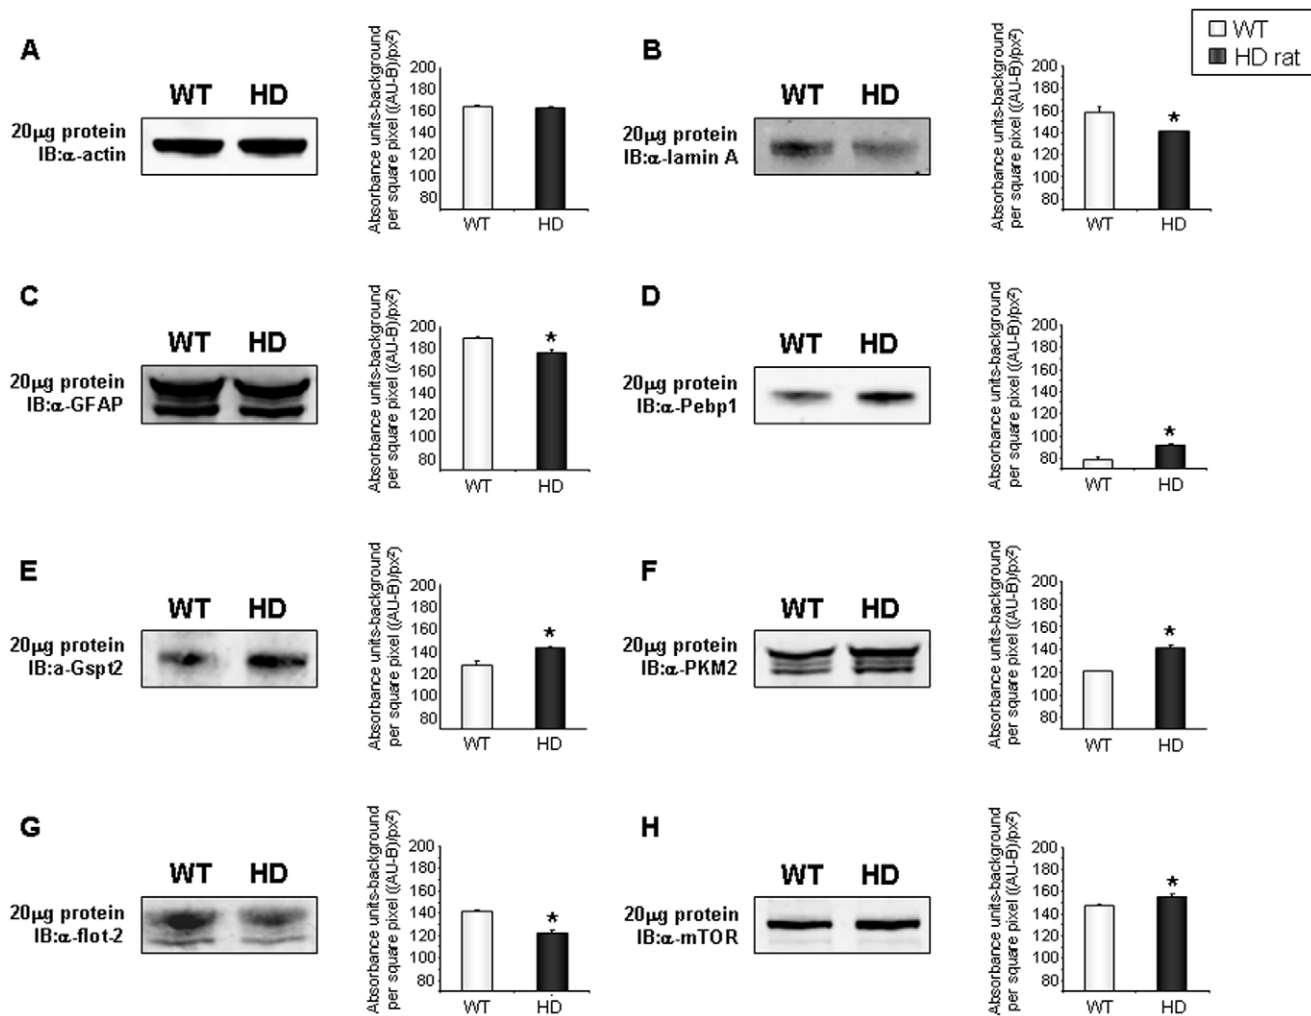 WT
HD rat
A
WT HD
20µg protein
IB:α-actin
Absorbance units-background
per square pixel ((AU-B)/px²)
200
180
160
140
120
100
80
WT HD
B
WT HD
20µg protein
IB:α-lamin A
Absorbance units-background
per square pixel ((AU-B)/px²)
200
180
160
140
120
100
80
*
WT HD
C
WT HD
20µg protein
IB:α-GFAP
Absorbance units-background
per square pixel ((AU-B)/px²)
200
180
160
140
120
100
80
*
WT HD
D
WT HD
20µg protein
IB:α-Pebp1
Absorbance units-background
per square pixel ((AU-B)/px²)
200
180
160
140
120
100
80
*
WT HD
E
WT HD
20µg protein
IB:a-Gspt2
Absorbance units-background
per square pixel ((AU-B)/px²)
200
180
160
140
120
100
80
*
WT HD
F
WT HD
20µg protein
IB:α-PKM2
Absorbance units-background
per square pixel ((AU-B)/px²)
200
180
160
140
120
100
80
*
WT HD
G
WT HD
20µg protein
IB:α-flot-2
Absorbance units-background
per square pixel ((AU-B)/px²)
200
180
160
140
120
100
80
*
WT HD
H
WT HD
20µg protein
IB:α-mTOR
Absorbance units-background
per square pixel ((AU-B)/px²)
200
180
160
140
120
100
80
*
WT HD